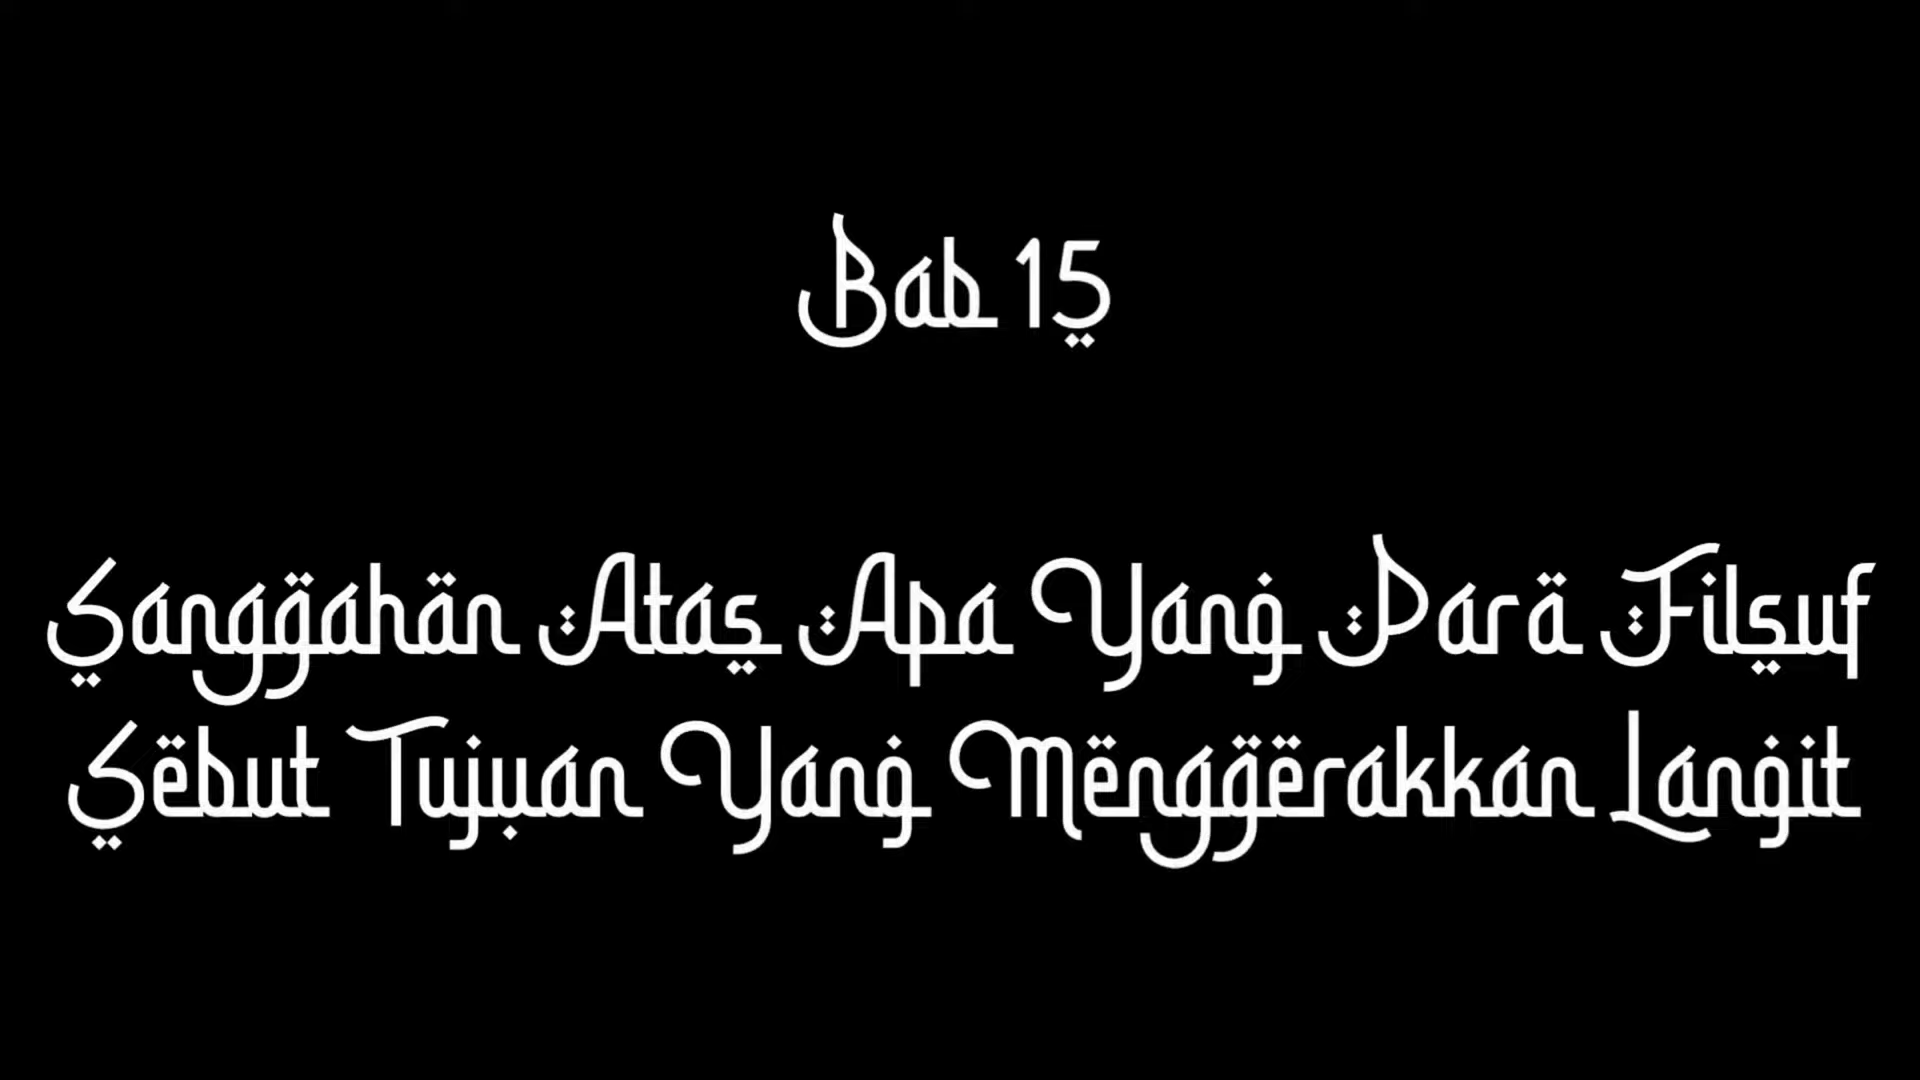 Bab 15
Sanggahan Atas Apa Yang Para Filsuf
Sebut Tujuan Yang Menggerakkan Langit